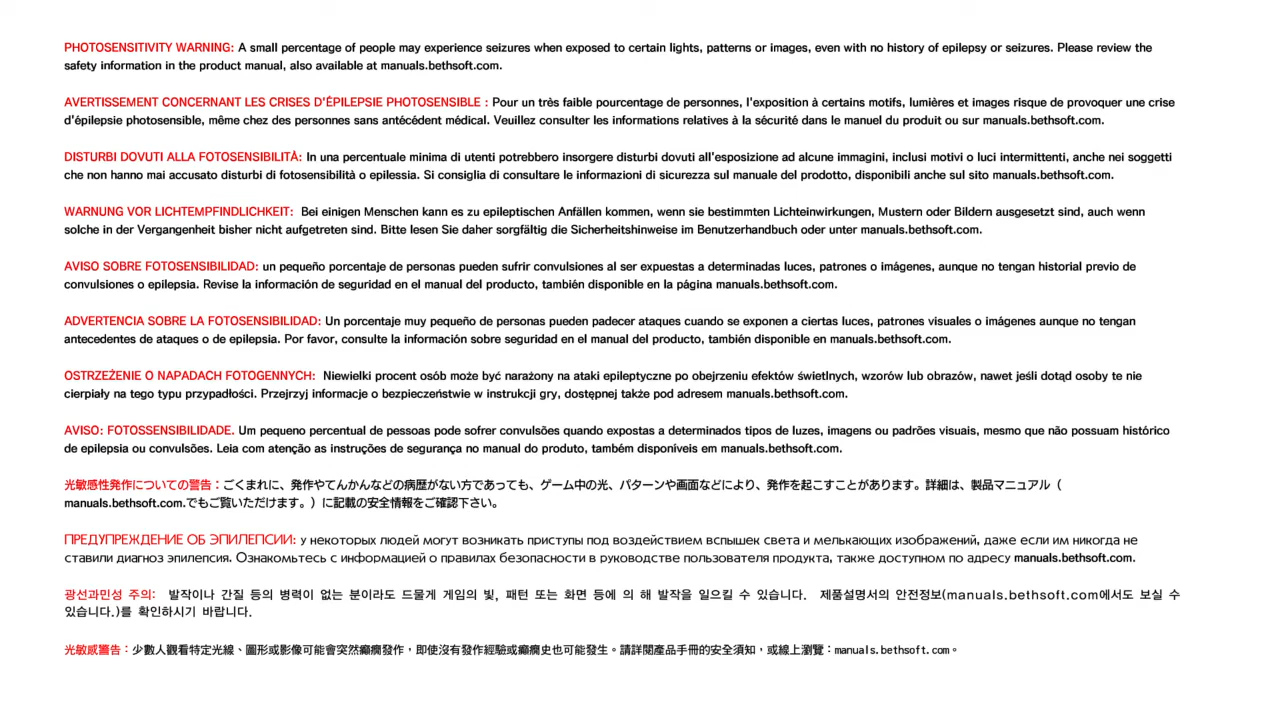 PHOTOSENSITIVITY WARNING: A small percentage of people may experience seizures when exposed to certain lights, patterns or images, even with no history of epilepsy or seizures. Please review the
safety information in the product manual, also available at manuals.bethsoft.com.
AVERTISSEMENT CONCERNANT LES CRISES D'ÉPILEPSIE PHOTOSENSIBLE : Pour un très faible pourcentage de personnes, l'exposition à certains motifs, lumières et images risque de provoquer une crise
d'épilepsie photosensible, même chez des personnes sans antécédent médical. Veuillez consulter les informations relatives à la sécurité dans le manuel du produit ou sur manuals.bethsoft.com.
DISTURBI DOVUTI ALLA FOTOSENSIBILITÀ: In una percentuale minima di utenti potrebbero insorgere disturbi dovuti all'esposizione ad alcune immagini, inclusi motivi o luci intermittenti, anche nei soggetti
che non hanno mai accusato disturbi di fotosensibilità o epilessia. Si consiglia di consultare le informazioni di sicurezza sul manuale del prodotto, disponibili anche sul sito manuals.bethsoft.com.
WARNUNG VOR LICHTEMPFINDLICHKEIT: Bei einigen Menschen kann es zu epileptischen Anfällen kommen, wenn sie bestimmten Lichteinwirkungen, Mustern oder Bildern ausgesetzt sind, auch wenn
solche in der Vergangenheit bisher nicht aufgetreten sind. Bitte lesen Sie daher sorgfältig die Sicherheitshinweise im Benutzerhandbuch oder unter manuals.bethsoft.com.
AVISO SOBRE FOTOSENSIBILIDAD: un pequeño porcentaje de personas pueden sufrir convulsiones al ser expuestas a determinadas luces, patrones o imágenes, aunque no tengan historial previo de
convulsiones o epilepsia. Revise la información de seguridad en el manual del producto, también disponible en la página manuals.bethsoft.com.
ADVERTENCIA SOBRE LA FOTOSENSIBILIDAD: Un porcentaje muy pequeño de personas pueden padecer ataques cuando se exponen a ciertas luces, patrones visuales o imágenes aunque no tengan
antecedentes de ataques o de epilepsia. Por favor, consulte la información sobre seguridad en el manual del producto, también disponible en manuals.bethsoft.com.
OSTRZEŻENIE O NAPADACH FOTOGENNYCH: Niewielki procent osób może być narażony na ataki epileptyczne po obejrzeniu efektów świetlnych, wzorów lub obrazów, nawet jeśli dotąd osoby te nie
cierpiały na tego typu przypadłości. Przejrzyj informacje o bezpieczeństwie w instrukcji gry, dostępnej także pod adresem manuals.bethsoft.com.
AVISO: FOTOSSENSIBILIDADE. Um pequeno percentual de pessoas pode sofrer convulsões quando expostas a determinados tipos de luzes, imagens ou padrões visuais, mesmo que não possuam histórico
de epilepsia ou convulsões. Leia com atenção as instruções de segurança no manual do produto, também disponíveis em manuals.bethsoft.com.
光敏感性発作についての警告：ごくまれに、発作やてんかんなどの病歴がない方であっても、ゲーム中の光、パターンや画面などにより、発作を起こすことがあります。詳細は、製品マニュアル（
manuals.bethsoft.com.でもご覧いただけます。）に記載の安全情報をご確認下さい。
ПРЕДУПРЕЖДЕНИЕ ОБ ЭПИЛЕПСИИ: у некоторых людей могут возникать приступы под воздействием вспышек света и мелькающих изображений, даже если им никогда не
ставили диагноз эпилепсия. Ознакомьтесь с информацией о правилах безопасности в руководстве пользователя продукта, также доступном по адресу manuals.bethsoft.com.
광선과민성 주의: 발작이나 간질 등의 병력이 없는 분이라도 드물게 게임의 빛, 패턴 또는 화면 등에 의 해 발작을 일으킬 수 있습니다. 제품설명서의 안전정보(manuals.bethsoft.com에서도 보실 수
있습니다.)를 확인하시기 바랍니다.
光敏感警告：少數人觀看特定光線、圖形或影像可能會突然癲癇發作，即使沒有發作經驗或癲癇史也可能發生。請詳閱產品手冊的安全須知，或線上瀏覽：manuals.bethsoft.com。